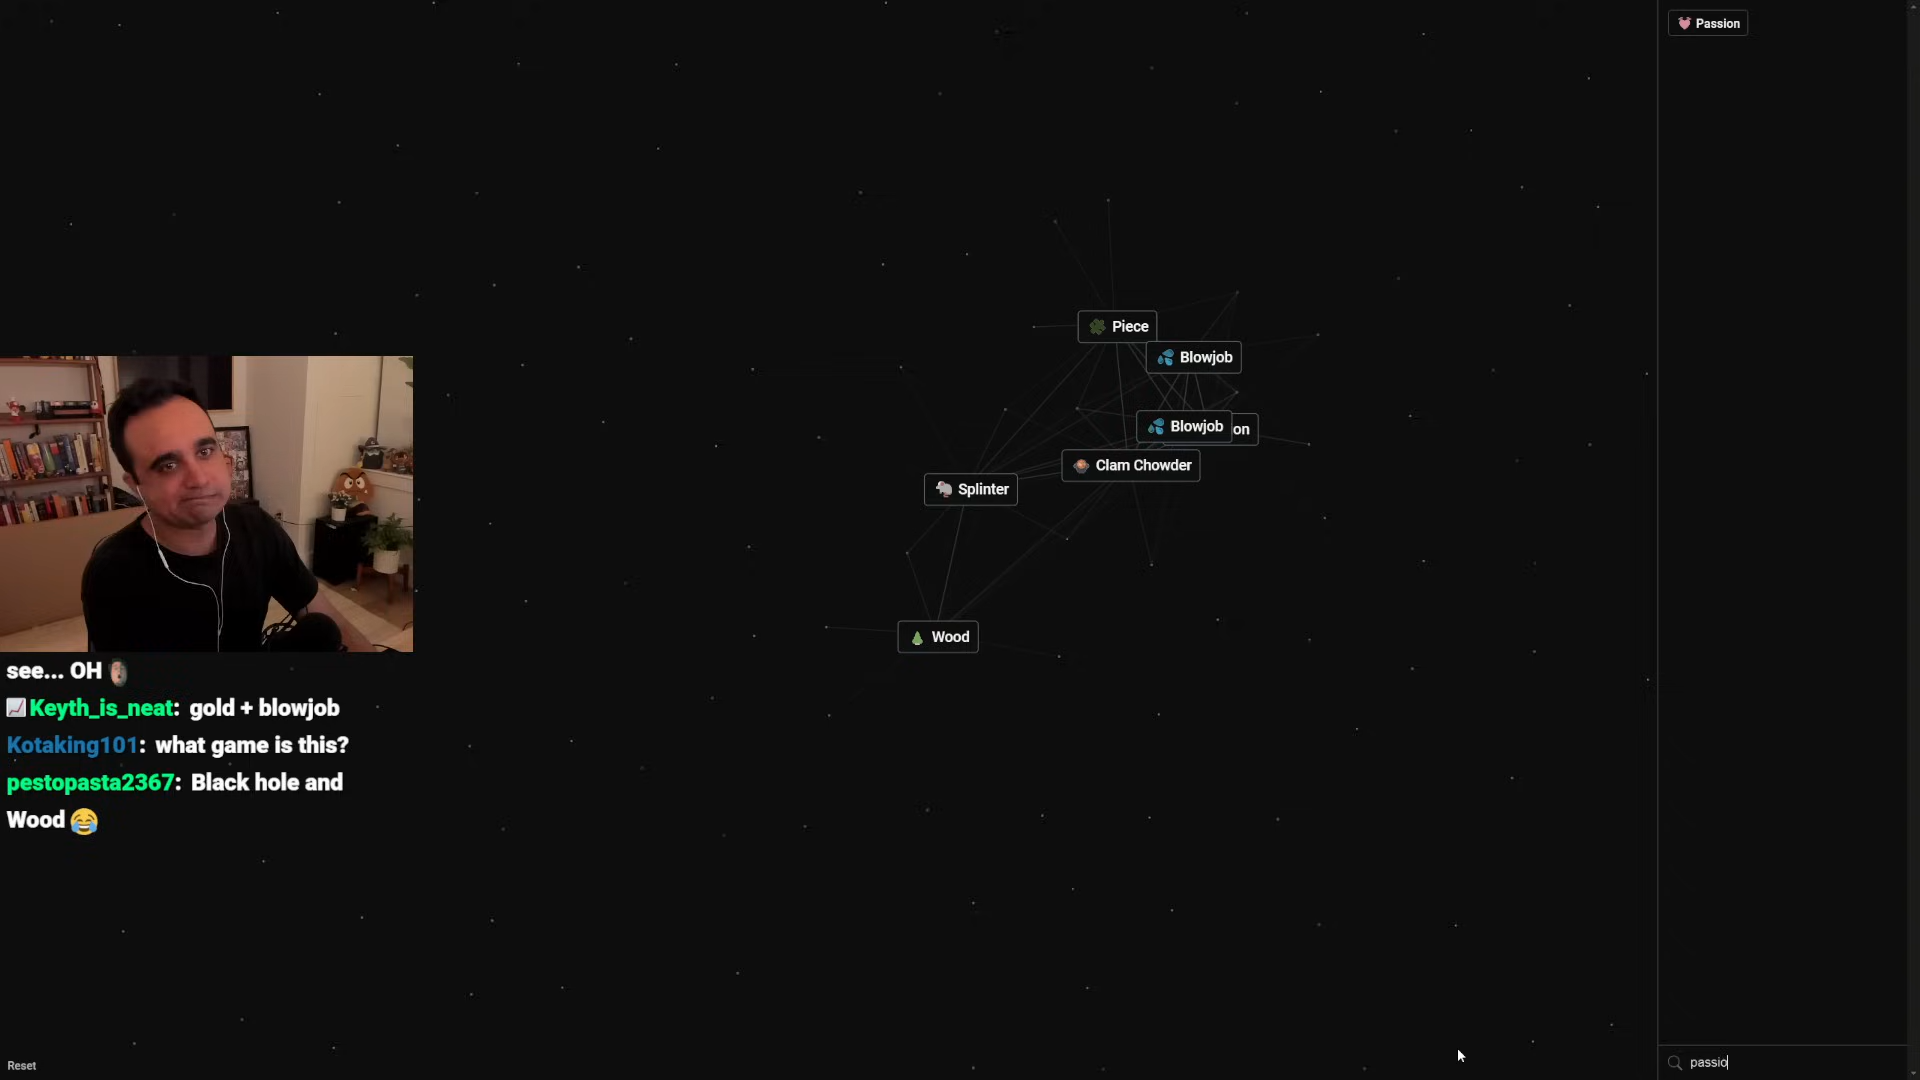 Passion
Piece
Blowjob
Blowjob
on
Clam Chowder
Splinter
Wood
see... OH
Keyth_is_neat: gold + blowjob
Kotaking101: what game is this?
pestopasta2367: Black hole and
Wood 😂
Reset
passio